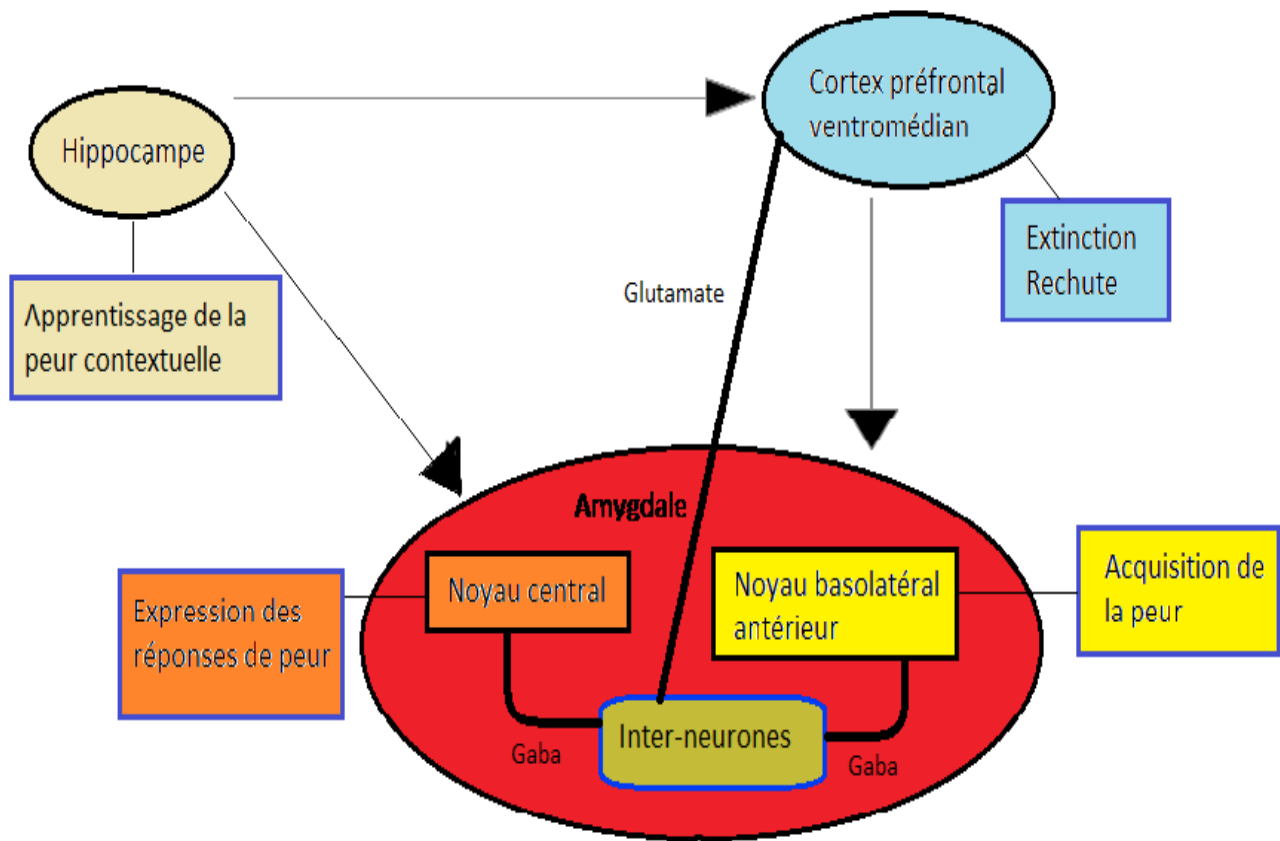 Cortex préfrontal
ventromédian
Hippocampe
Extinction
Rechute
Glutamate
Apprentissage de la
peur contextuelle
Amygdale
Noyau central
Noyau basolatéral
antérieur
Acquisition de
la peur
Expression des
réponses de peur
Inter-neurones
Gaba
Gaba